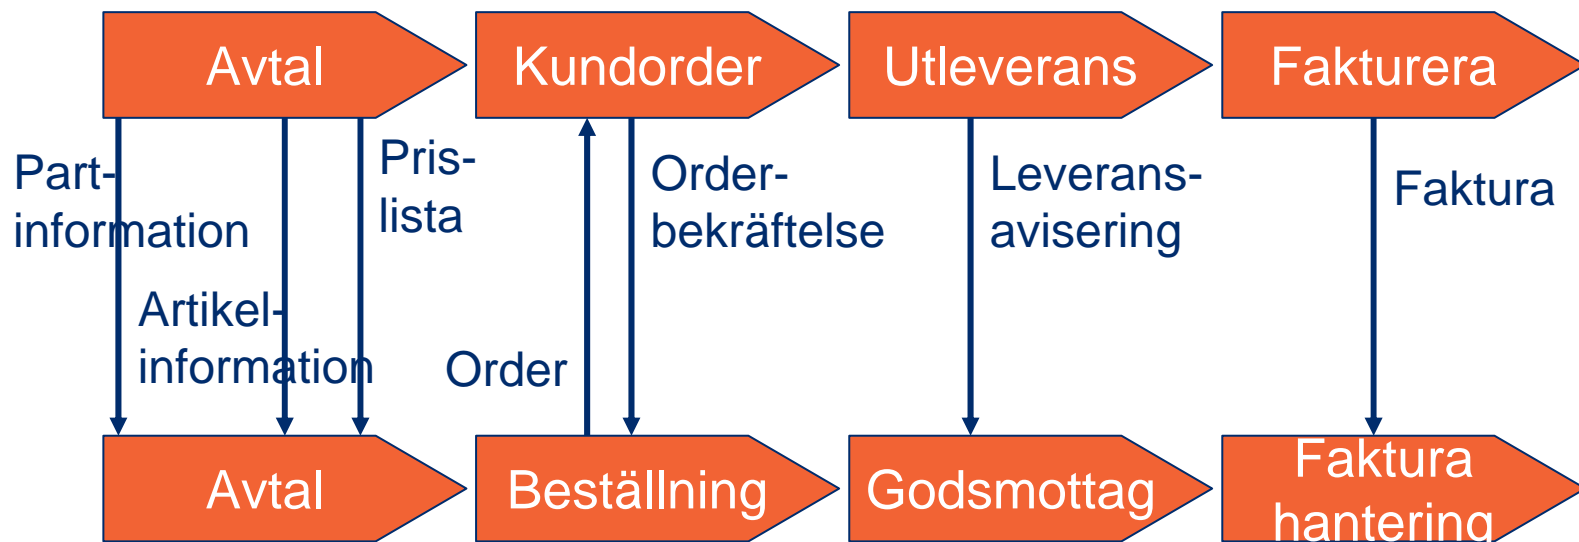 Avtal
Kundorder
Utleverans
Fakturera
Part-
information
Pris-
lista
Order-
bekräftelse
Leverans-
avisering
Faktura
Artikel-
information
Order
Avtal
Beställning
Godsmottag
Faktura
hantering